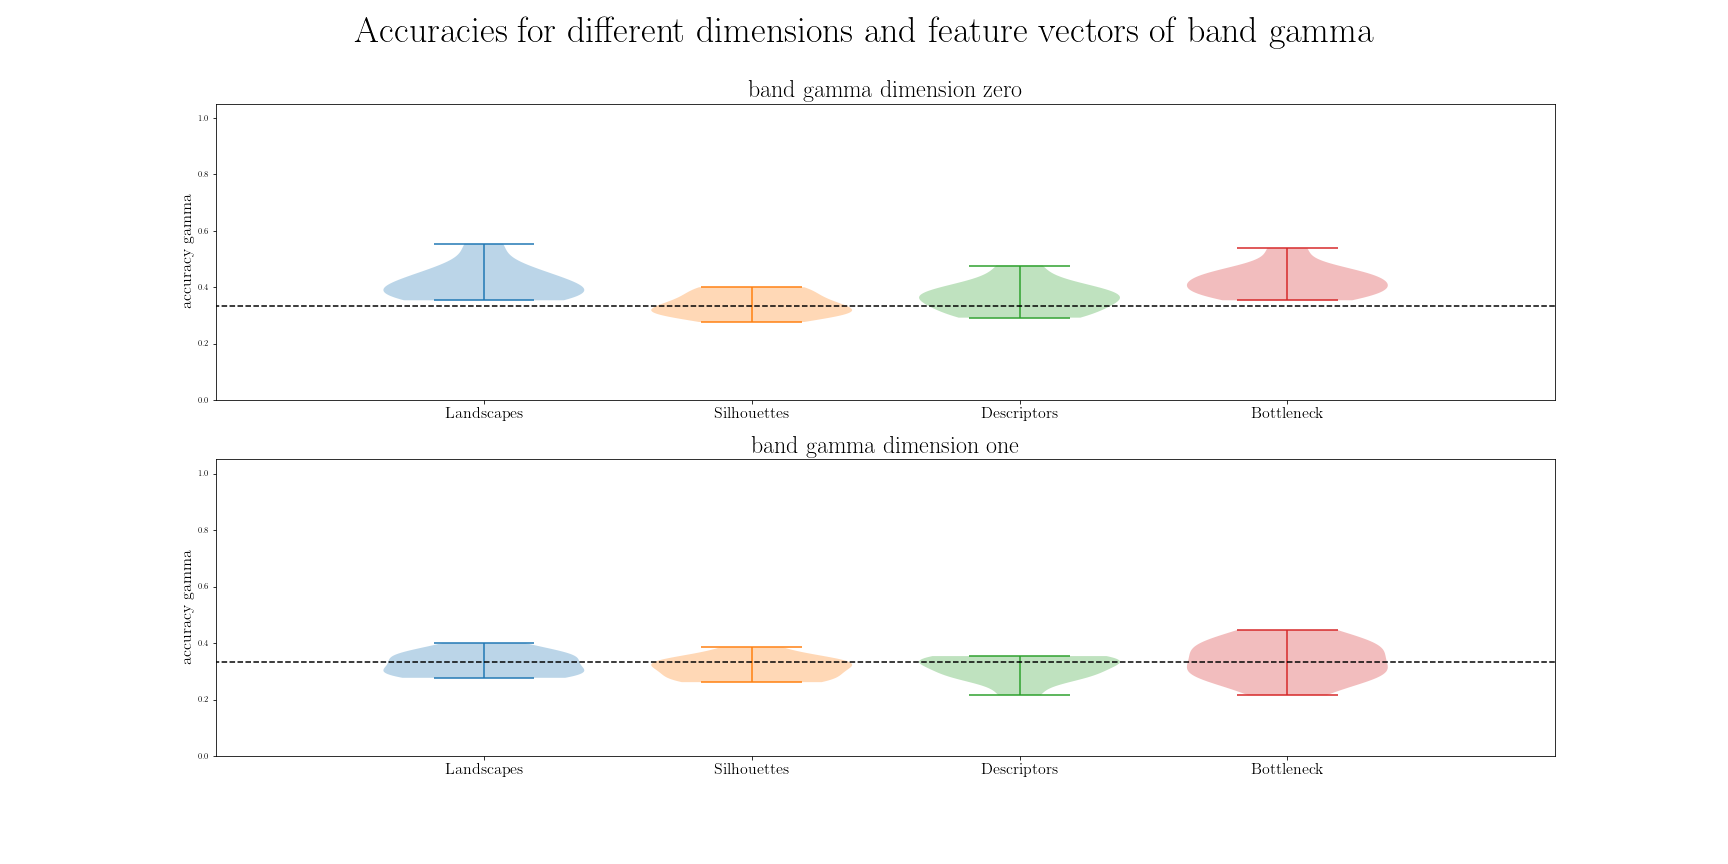 Accuracies for different dimensions and feature vectors of band gamma
band gamma dimension zero
accuracy gamma
1.0
0.8
0.6
0.4
0.2
0.0
Landscapes Silhouettes Descriptors Bottleneck
band gamma dimension one
accuracy gamma
1.0
0.8
0.6
0.4
0.2
0.0
Landscapes Silhouettes Descriptors Bottleneck